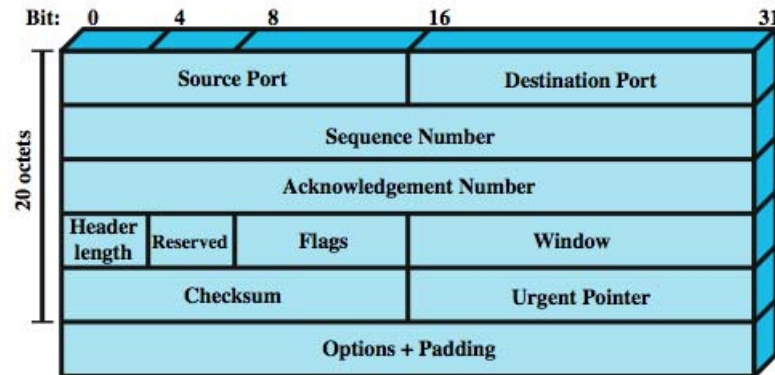 Bit: 0 4 8 16 31
Source Port Destination Port
Sequence Number
Acknowledgement Number
Header
length Reserved Flags Window
Checksum Urgent Pointer
Options + Padding
20 octets